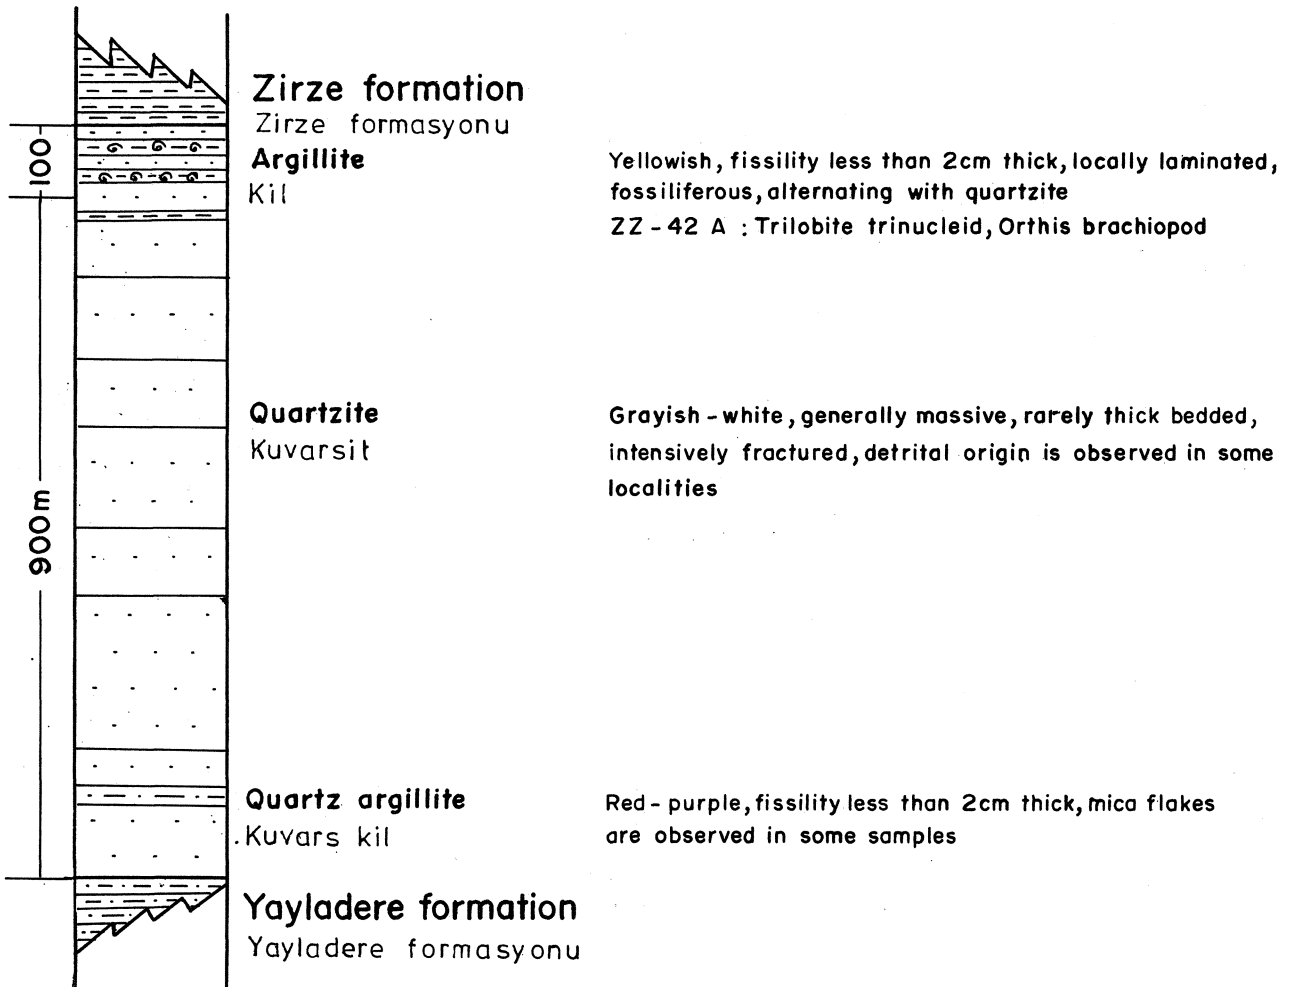 Zirze formation
Zirze formasyonu
100
Argillite
Kil
Yellowish, fissility less than 2cm thick, locally laminated,
fossiliferous, alternating with quartzite
ZZ-42 A : Trilobite trinucleid, Orthis brachiopod
900m
Quartzite
Kuvarsit
Grayish-white, generally massive, rarely thick bedded,
intensively fractured, detrital origin is observed in some
localities
Quartz argillite
Kuvars kil
Red-purple, fissility less than 2cm thick, mica flakes
are observed in some samples
Yayladere formation
Yayladere formasyonu